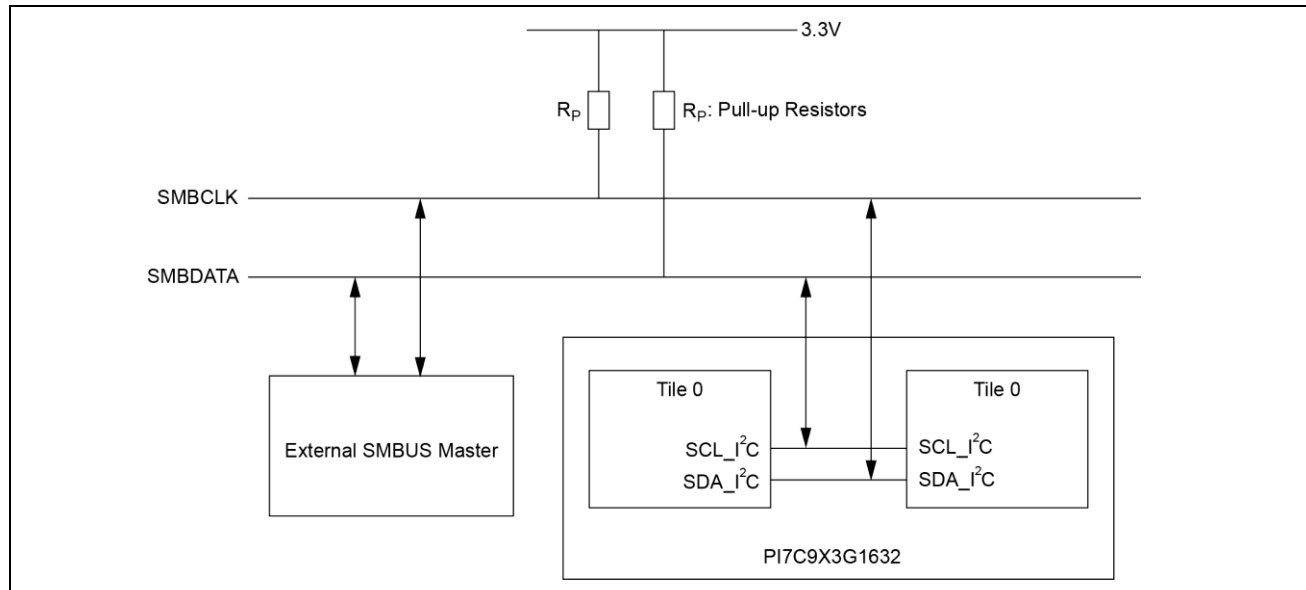 3.3V
R_P
R_P: Pull-up Resistors
SMBCLK
SMBDATA
External SMBUS Master
Tile 0
SCL_I²C
SDA_I²C
Tile 0
SCL_I²C
SDA_I²C
PI7C9X3G1632